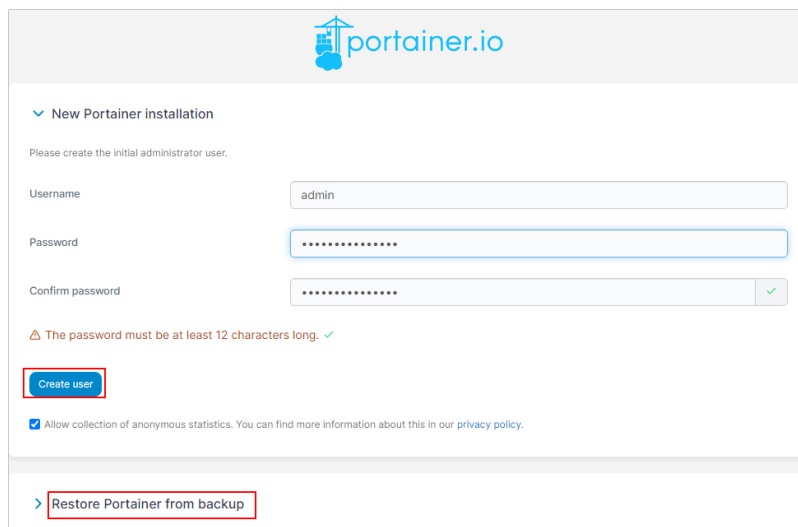 portainer.io
New Portainer installation
Please create the initial administrator user.
Username
admin
Password
•••••••••••••••
Confirm password
•••••••••••••••
The password must be at least 12 characters long.
Create user
Allow collection of anonymous statistics. You can find more information about this in our privacy policy.
Restore Portainer from backup